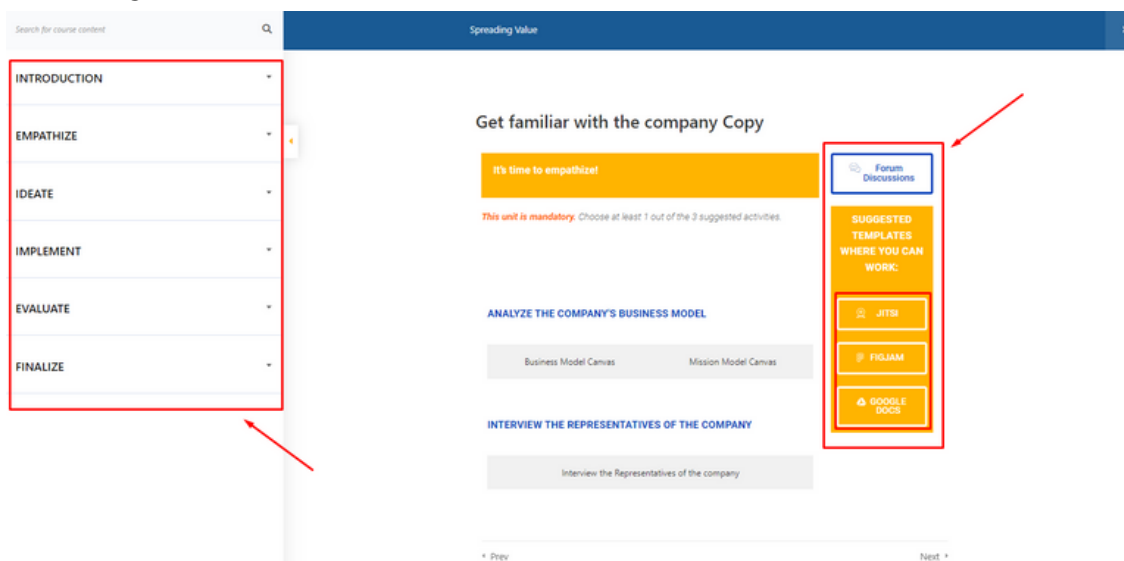 Search for course content
Spreading Value
INTRODUCTION
EMPATHIZE
IDEATE
IMPLEMENT
EVALUATE
FINALIZE
Get familiar with the company Copy
It's time to empathize!
This unit is mandatory. Choose at least 1 out of the 3 suggested activities.
ANALYZE THE COMPANY'S BUSINESS MODEL
Business Model Canvas
Mission Model Canvas
INTERVIEW THE REPRESENTATIVES OF THE COMPANY
Interview the Representatives of the company
Forum
Discussions
SUGGESTED
TEMPLATES
WHERE YOU CAN
WORK:
JITSI
FIGJAM
GOOGLE
DOCS
Prev
Next